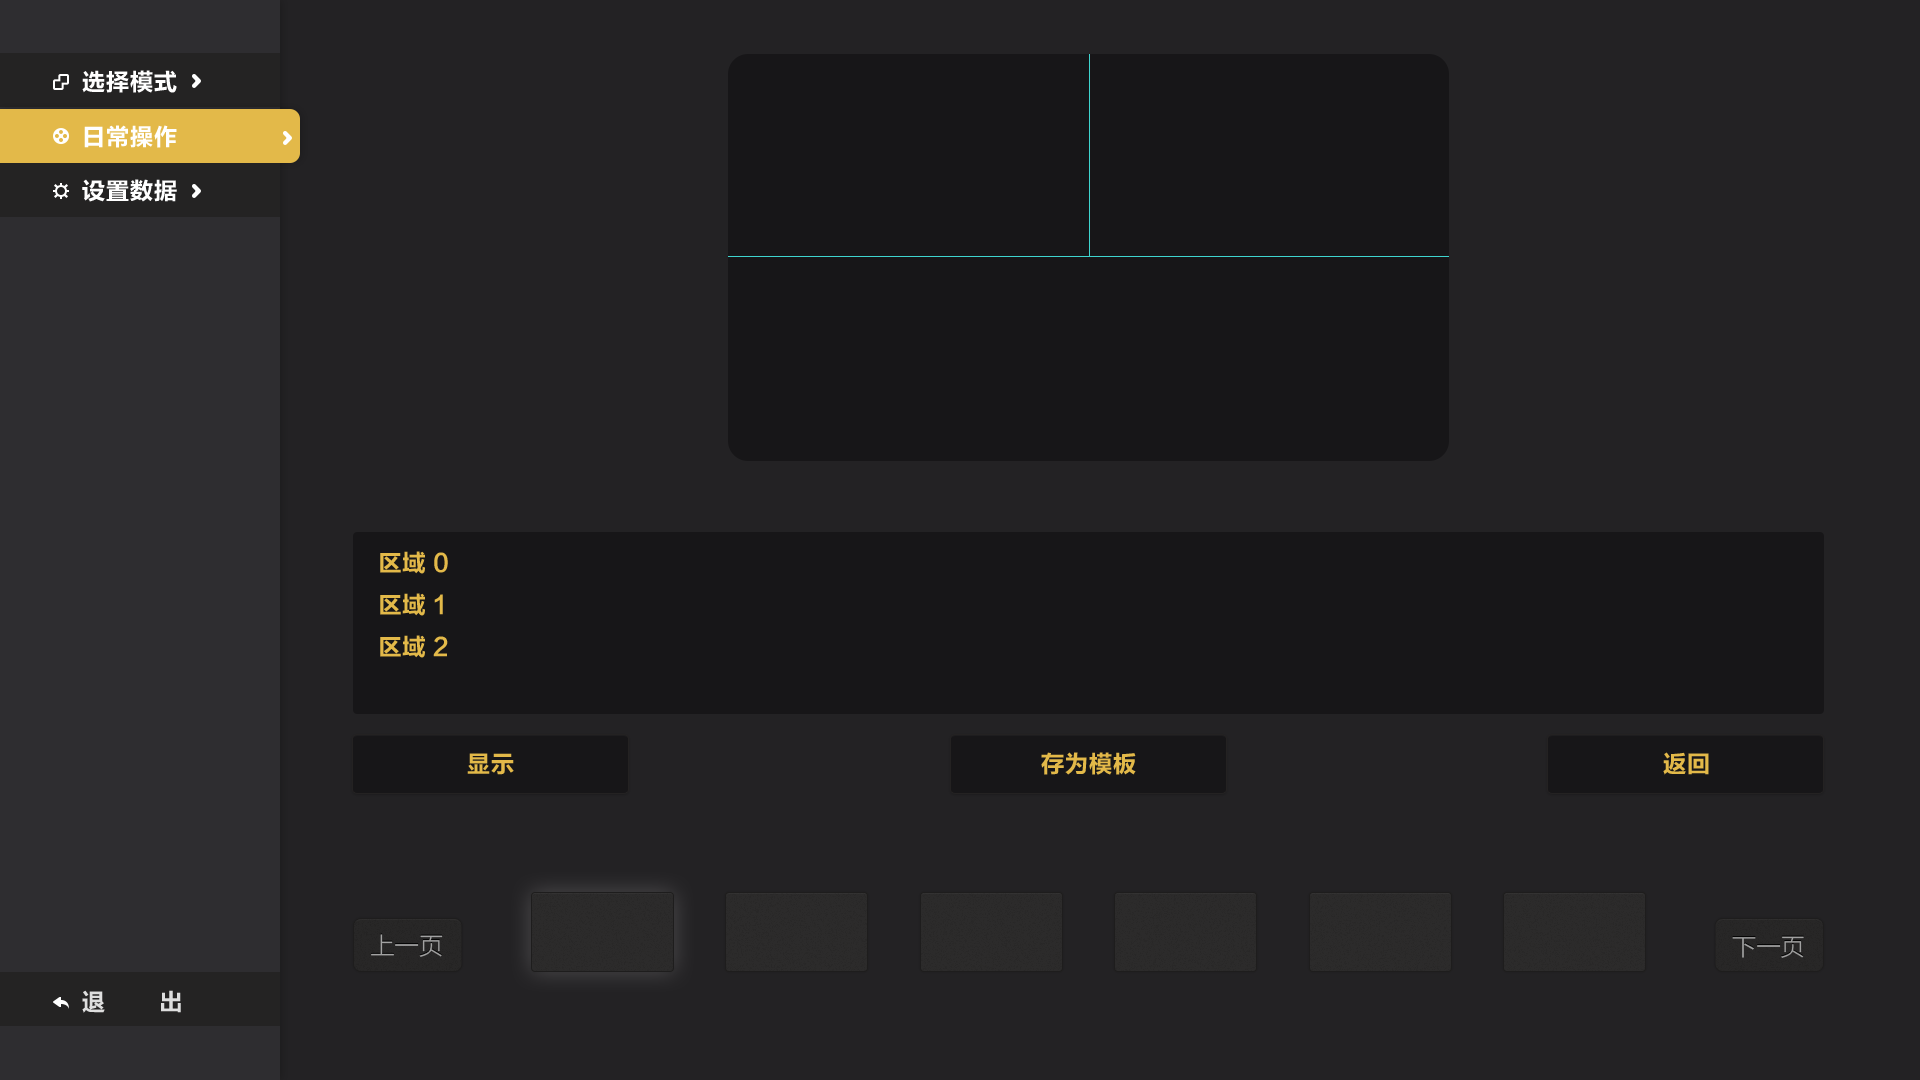 选择模式
日常操作
设置数据
区域 0
区域 1
区域 2
显示
存为模板
返回
上一页
下一页
退 出